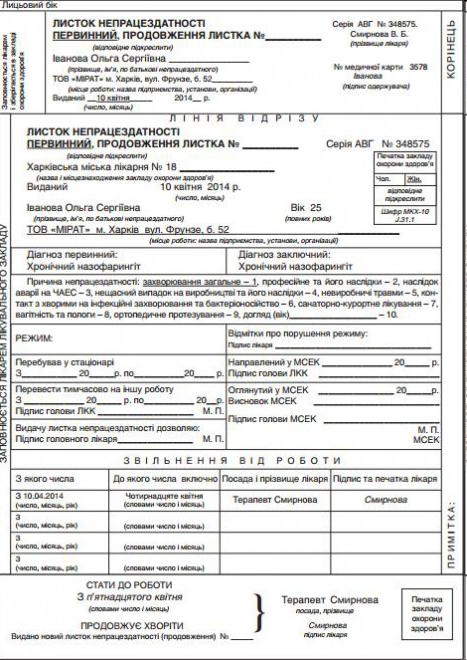 Лицьовий бік
ЛИСТОК НЕПРАЦЕЗДАТНОСТІ
ПЕРВИННИЙ, ПРОДОВЖЕННЯ ЛИСТКА №
(відповідне підкреслити)
Іванова Ольга Сергіївна
(прізвище, ім'я, по батькові непрацездатного)
ТОВ «МІРАТ» м. Харків, вул. Фрунзе, б. 52
(місце роботи: назва підприємства, установи, організації)
Виданий 10 квітня 2014 р.
(число, місяць)
Серія АВГ № 348575.
Смирнова В. Б.
(прізвище лікаря)
№ медичної карти 3578
Іванова
(підпис одержувача)
Заповнюється лікарем і зберігається в закладі охорони здоров'я
КОРІНЕЦЬ
ЛІНІЯ ВІДРІЗУ
ЛИСТОК НЕПРАЦЕЗДАТНОСТІ
ПЕРВИННИЙ, ПРОДОВЖЕННЯ ЛИСТКА № Серія АВГ № 348575
(відповідне підкреслити)
Харківська міська лікарня № 18
(назва і місцезнаходження закладу охорони здоров'я)
Виданий 10 квітня 2014 р.
(число, місяць)
Іванова Ольга Сергіївна Вік 25
(прізвище, ім'я, по батькові непрацездатного) (повних років)
ТОВ «МІРАТ» м. Харків вул. Фрунзе, б. 52
(місце роботи: назва підприємства, установи, організації)
Печатка закладу
охорони здоров'я
Чол. Жін.
відповідне
підкреслити
Шифр МКХ-10
J.31.1
Діагноз первинний: Діагноз заключний:
Хронічний назофарингіт Хронічний назофарингіт
Причина непрацездатності: захворювання загальне – 1, професійне та його наслідки – 2, наслідок
аварії на ЧАЕС – 3, нещасний випадок на виробництві та його наслідки – 4, невиробничі травми – 5, кон-
такт з хворими на інфекційні захворювання та бактеріоносійство – 6, санаторно-курортне лікування – 7,
вагітність та пологи – 8, ортопедичне протезування – 9, догляд (вік) – 10.
РЕЖИМ:
Відмітки про порушення режиму:
Підпис лікаря
Перебував у стаціонарі
З 20 р. по 20 р.
Направлений у МСЕК 20 р.
Підпис голови ЛКК
Перевести тимчасово на іншу роботу
З 20 р. по 20 р.
Підпис голови ЛКК М. П.
Оглянутий у МСЕК 20 р.
Висновок МСЕК
Видачу листка непрацездатності дозволяю:
Підпис головного лікаря М. П.
Підпис голови МСЕК
М. П.
МСЕК
ЗАПОВНЮЄТЬСЯ ЛІКАРЕМ ЛІКУВАЛЬНОГО ЗАКЛАДУ
ЗВІЛЬНЕННЯ ВІД РОБОТИ
З якого числа До якого числа включно Посада і прізвище лікаря Підпис та печатка лікаря
З 10.04.2014 Чотирнадцяте квітня Терапевт Смирнова Смирнова
(число, місяць, рік) (словами число і місяць)
З
(число, місяць, рік) (словами число і місяць)
З
(число, місяць, рік) (словами число і місяць)
З
(число, місяць, рік) (словами число і місяць)
ПРИМІТКА:
СТАТИ ДО РОБОТИ
З п'ятнадцятого квітня
(словами число і місяць)
ПРОДОВЖУЄ ХВОРІТИ
Видано новий листок непрацездатності (продовження) №
Терапевт Смирнова
посада, прізвище
Смирнова
підпис лікаря
Печатка
закладу
охорони
здоров'я